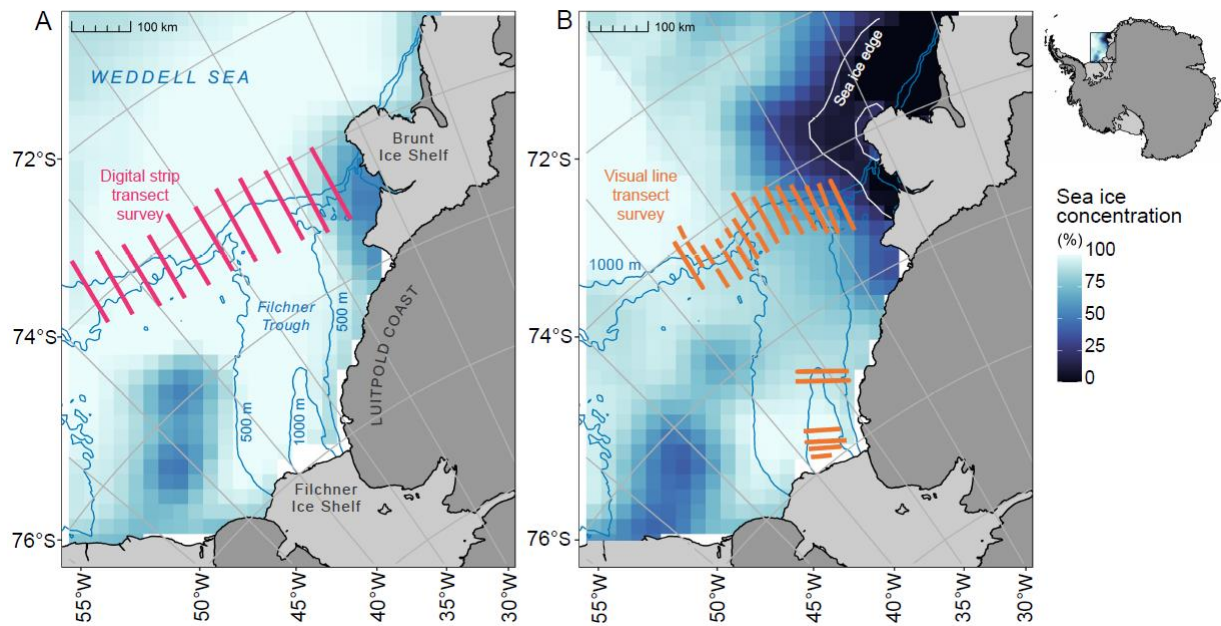 A
100 km
WEDDELL SEA
Brunt
Ice Shelf
72°S
Digital strip
transect
survey
Filchner
Trough
500 m
74°S
LUITPOLD COAST
500 m
1000 m
Filchner
Ice Shelf
76°S
55°W
50°W
45°W
40°W
35°W
30°W
B
100 km
Sea ice edge
72°S
Visual line
transect
survey
1000 m
74°S
76°S
55°W
50°W
45°W
40°W
35°W
30°W
Sea ice
concentration
(%)
100
75
50
25
0